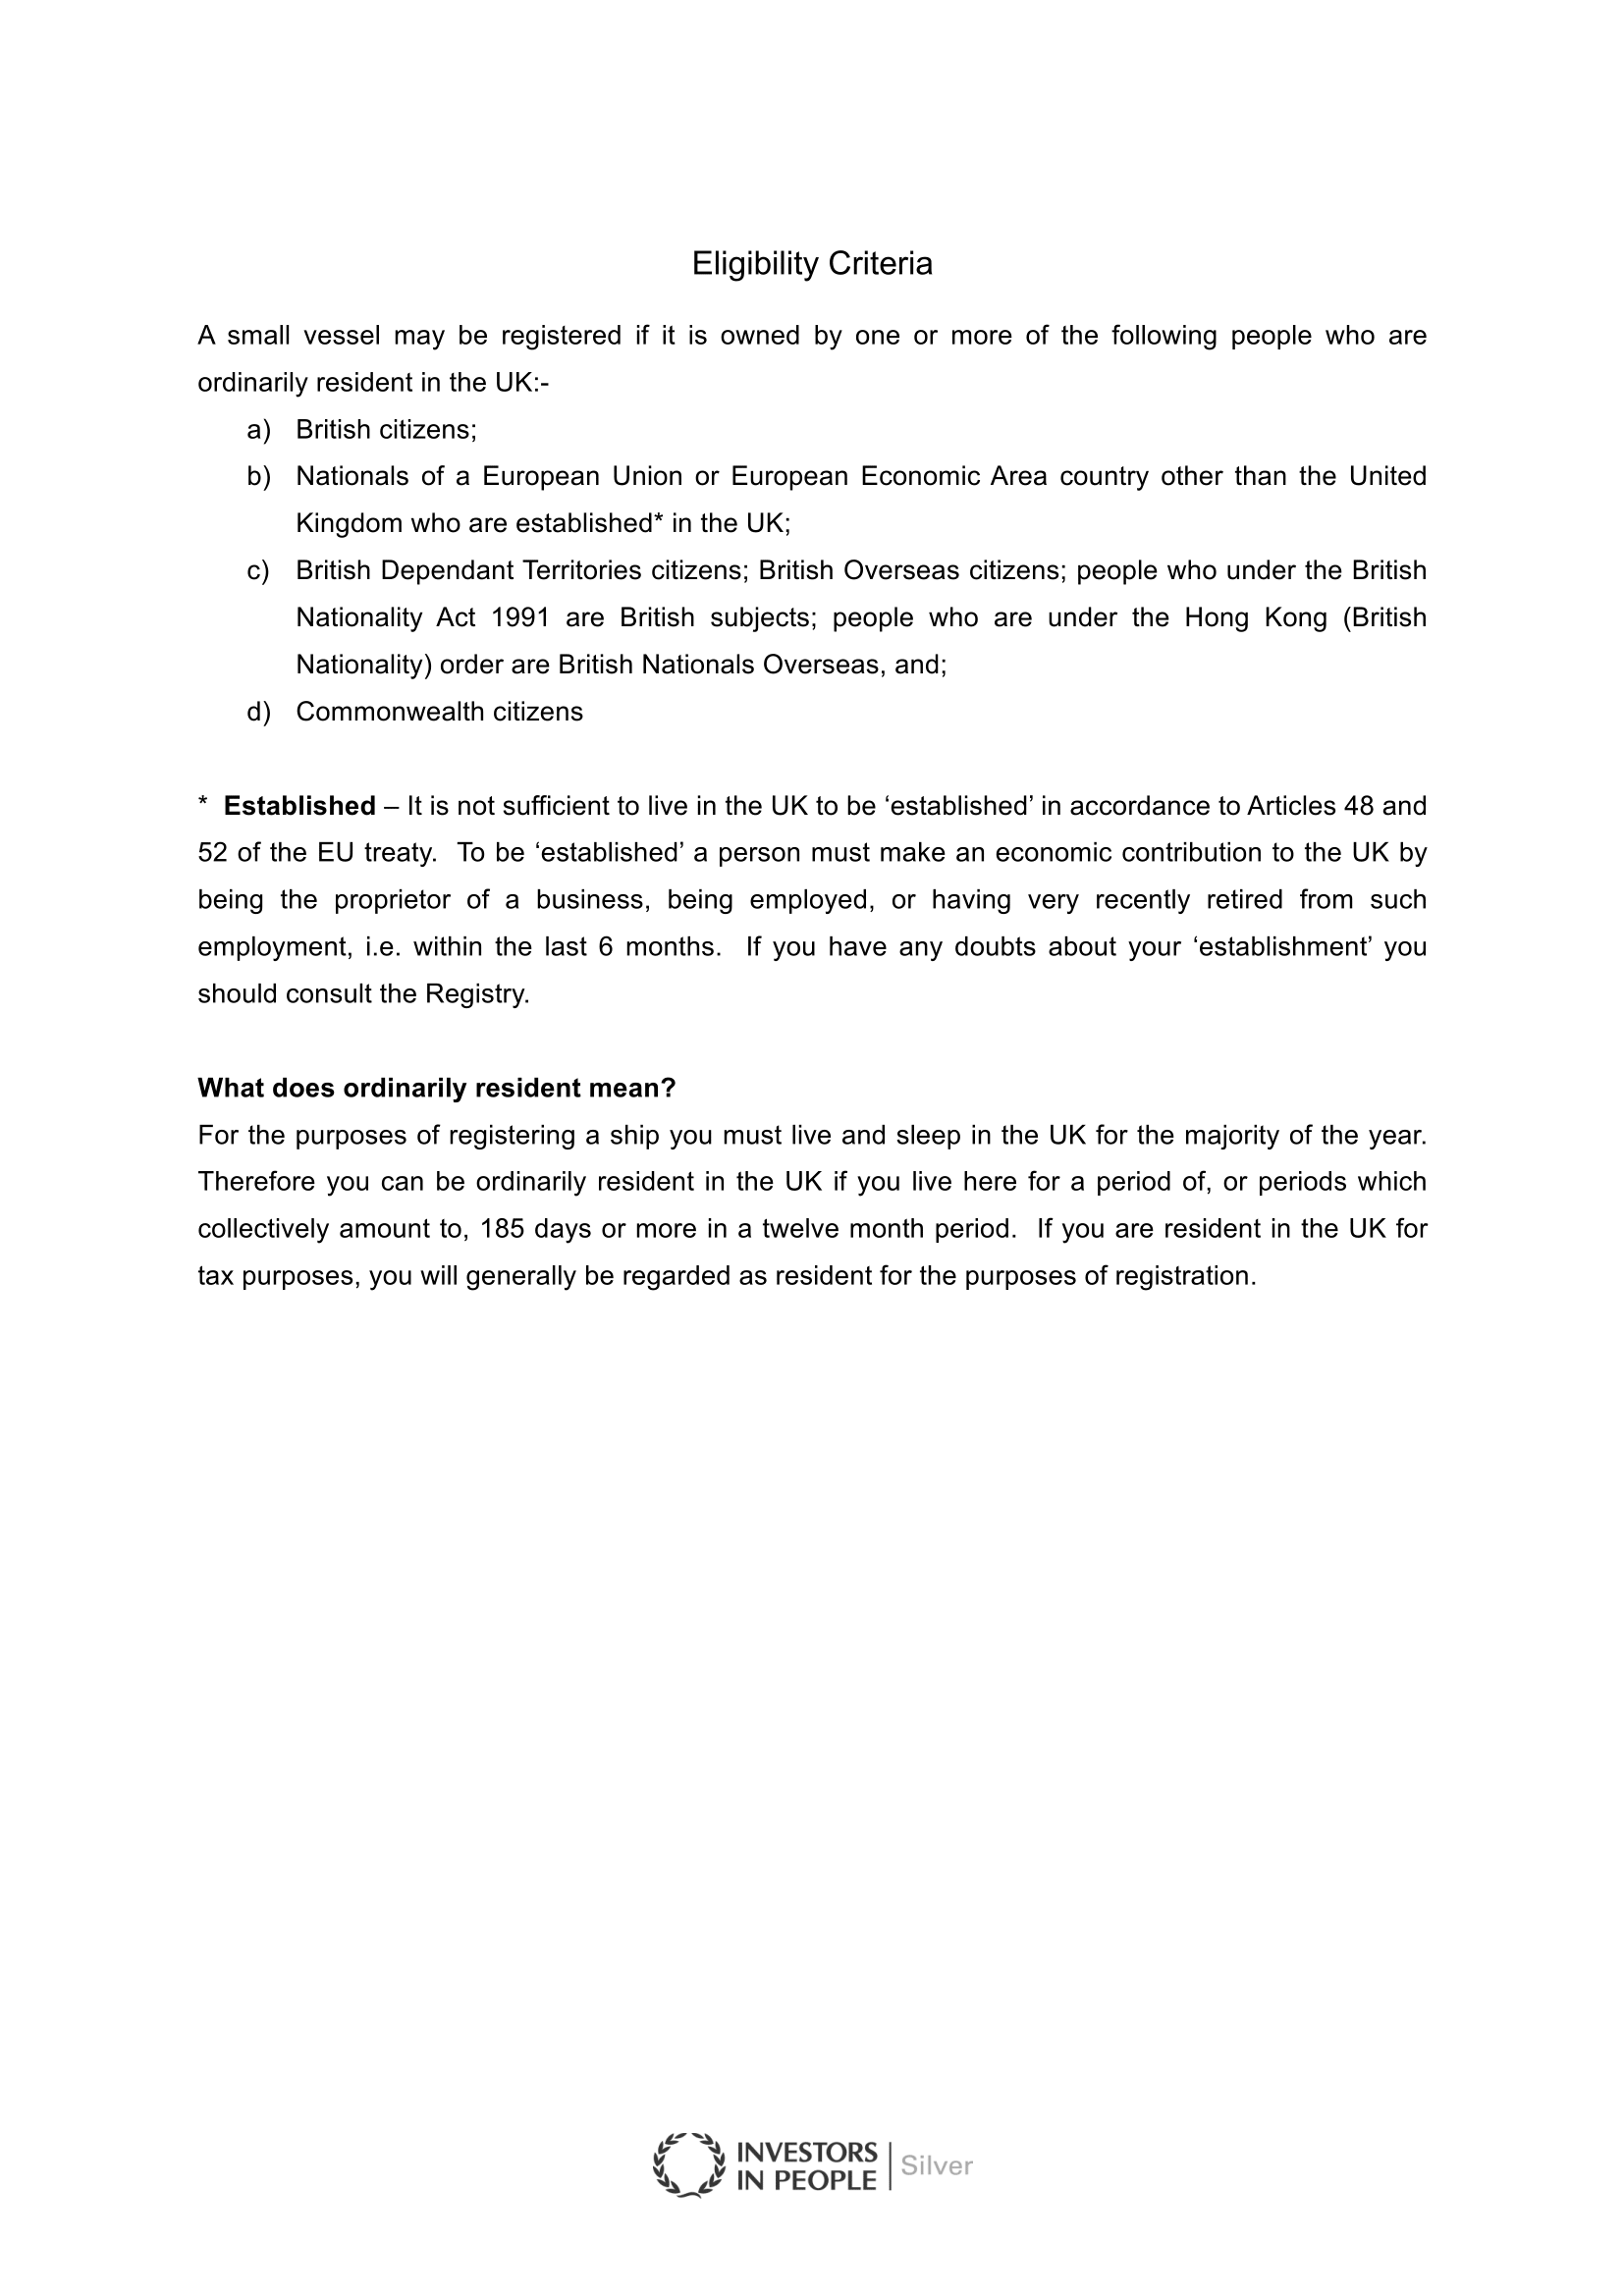 Eligibility Criteria
A small vessel may be registered if it is owned by one or more of the following people who are
ordinarily resident in the UK:-
a) British citizens;
b) Nationals of a European Union or European Economic Area country other than the United
Kingdom who are established* in the UK;
c) British Dependant Territories citizens; British Overseas citizens; people who under the British
Nationality Act 1991 are British subjects; people who are under the Hong Kong (British
Nationality) order are British Nationals Overseas, and;
d) Commonwealth citizens
* Established – It is not sufficient to live in the UK to be ‘established’ in accordance to Articles 48 and
52 of the EU treaty. To be ‘established’ a person must make an economic contribution to the UK by
being the proprietor of a business, being employed, or having very recently retired from such
employment, i.e. within the last 6 months. If you have any doubts about your ‘establishment’ you
should consult the Registry.
What does ordinarily resident mean?
For the purposes of registering a ship you must live and sleep in the UK for the majority of the year.
Therefore you can be ordinarily resident in the UK if you live here for a period of, or periods which
collectively amount to, 185 days or more in a twelve month period. If you are resident in the UK for
tax purposes, you will generally be regarded as resident for the purposes of registration.
INVESTORS
IN PEOPLE
Silver